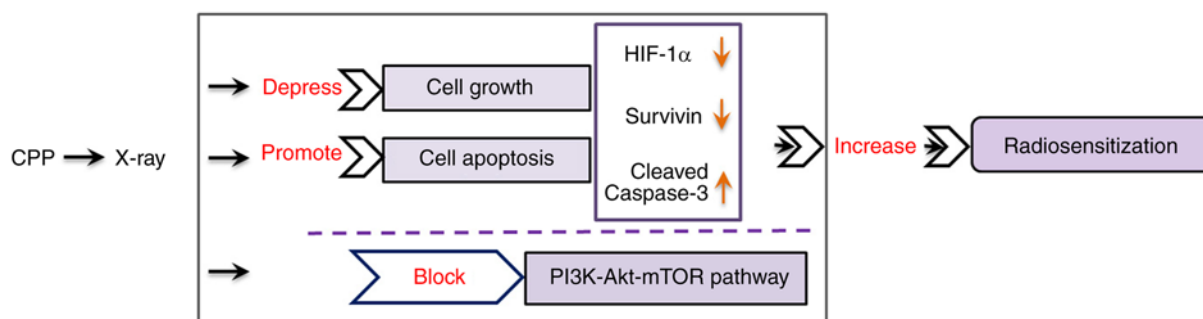 HIF-1α
Depress
Cell growth
Survivin
CPP
X-ray
Promote
Cell apoptosis
Cleaved
Caspase-3
Increase
Radiosensitization
Block
PI3K-Akt-mTOR pathway